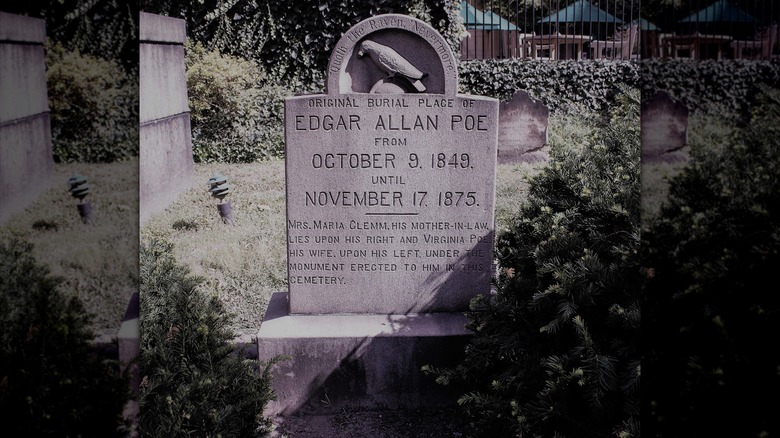 Quoth the Raven, "Nevermore."
ORIGINAL BURIAL PLACE OF
EDGAR ALLAN POE
FROM
OCTOBER 9, 1849,
UNTIL
NOVEMBER 17, 1875.
MRS. MARIA CLEMM, HIS MOTHER-IN-LAW,
LIES UPON HIS RIGHT AND VIRGINIA POE
HIS WIFE, UPON HIS LEFT, UNDER THE
MONUMENT ERECTED TO HIM IN THIS
CEMETERY.